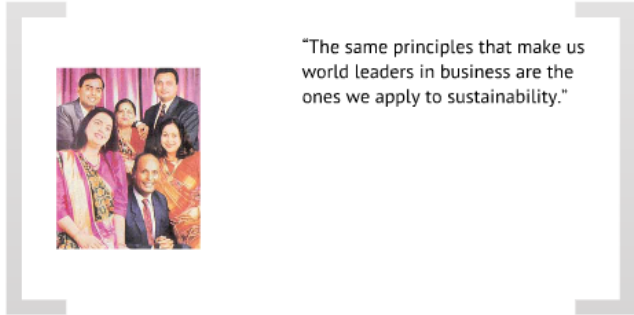 “The same principles that make us
world leaders in business are the
ones we apply to sustainability.”